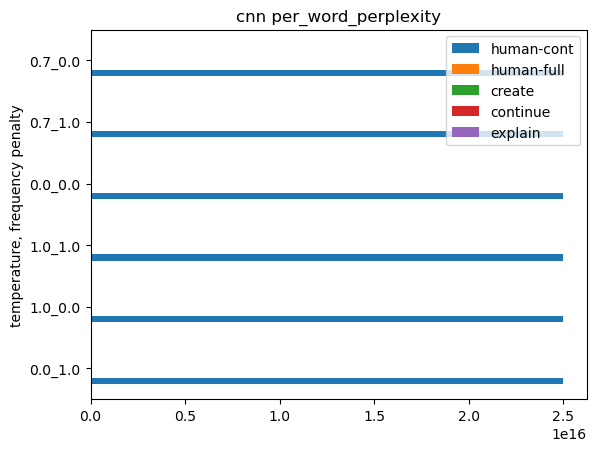 cnn per_word_perplexity
human-cont
human-full
create
continue
explain
temperature, frequency penalty
0.7_0.0
0.7_1.0
0.0_0.0
1.0_1.0
1.0_0.0
0.0_1.0
0.0 0.5 1.0 1.5 2.0 2.5
1e16